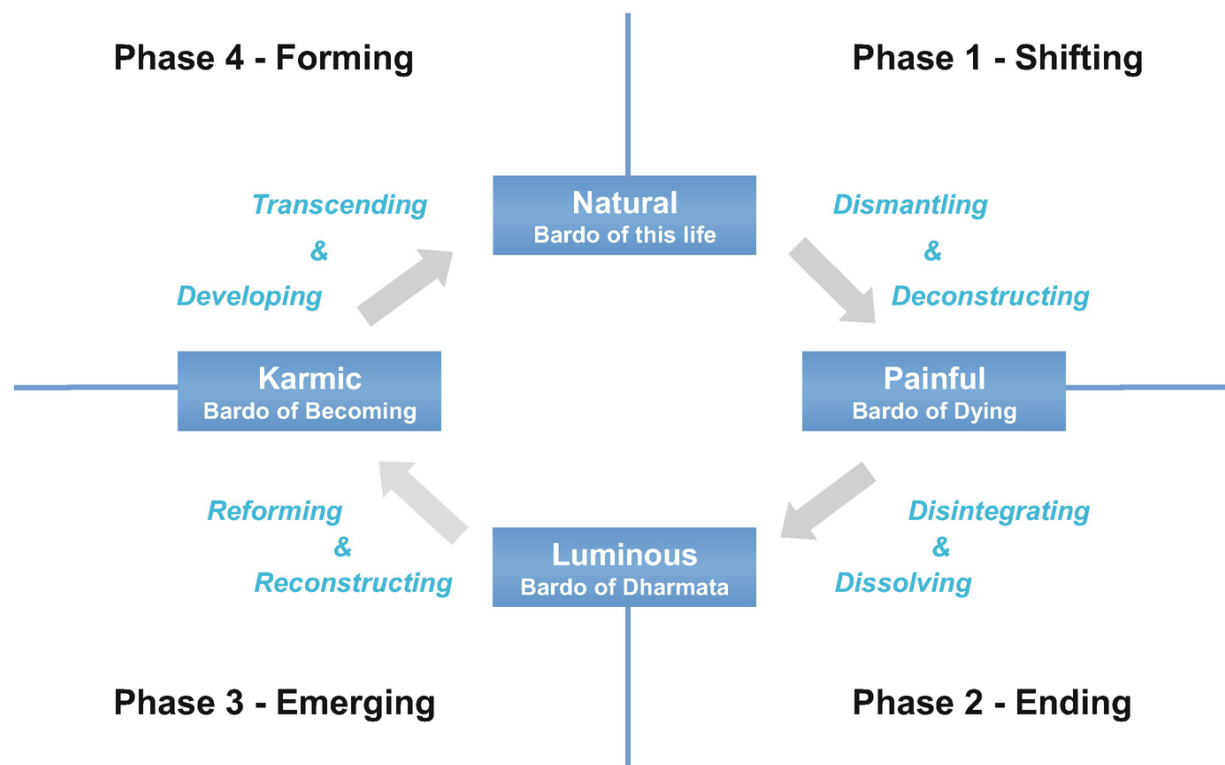 Phase 4 - Forming
Phase 1 - Shifting
Transcending
&
Developing
Natural
Bardo of this life
Dismantling
&
Deconstructing
Karmic
Bardo of Becoming
Painful
Bardo of Dying
Reforming
&
Reconstructing
Luminous
Bardo of Dharmata
Disintegrating
&
Dissolving
Phase 3 - Emerging
Phase 2 - Ending